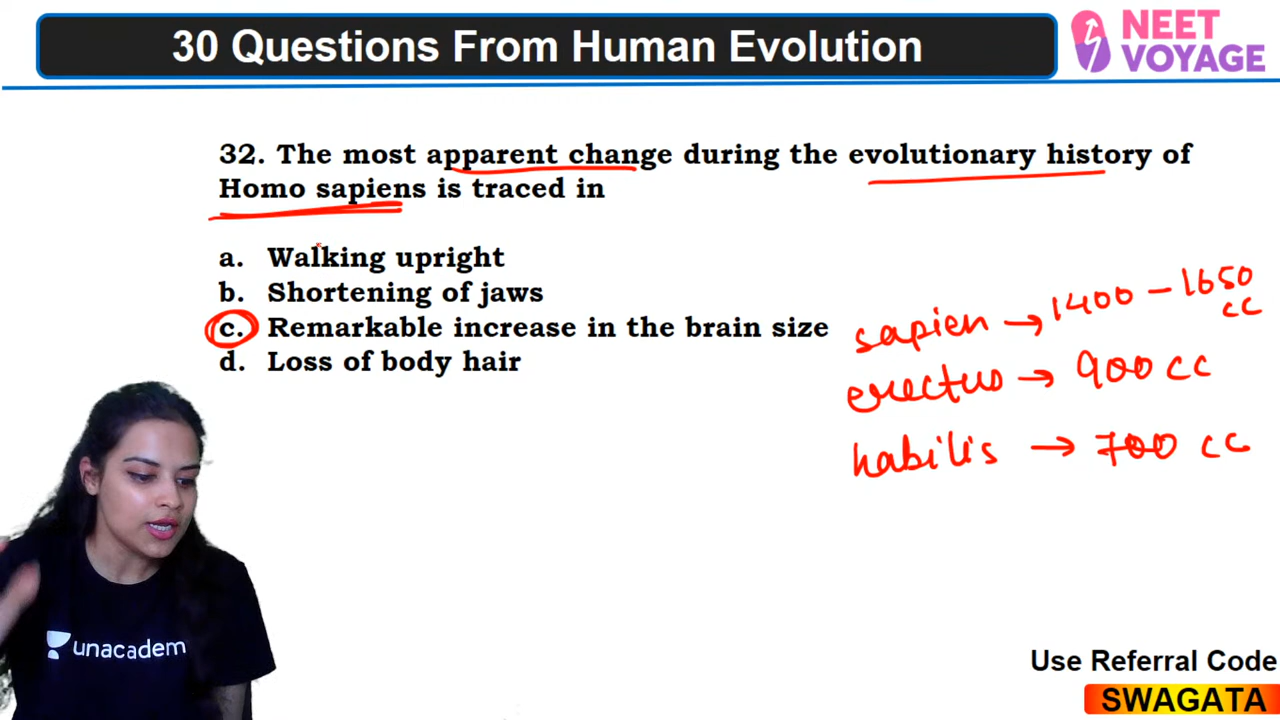 30 Questions From Human Evolution
NEET
VOYAGE
32. The most apparent change during the evolutionary history of
Homo sapiens is traced in
a. Walking upright
b. Shortening of jaws
c. Remarkable increase in the brain size
d. Loss of body hair
sapien → 1400 - 1650
cc
erectus → 900 cc
habilis → 700 cc
unacadem
Use Referral Code
SWAGATA